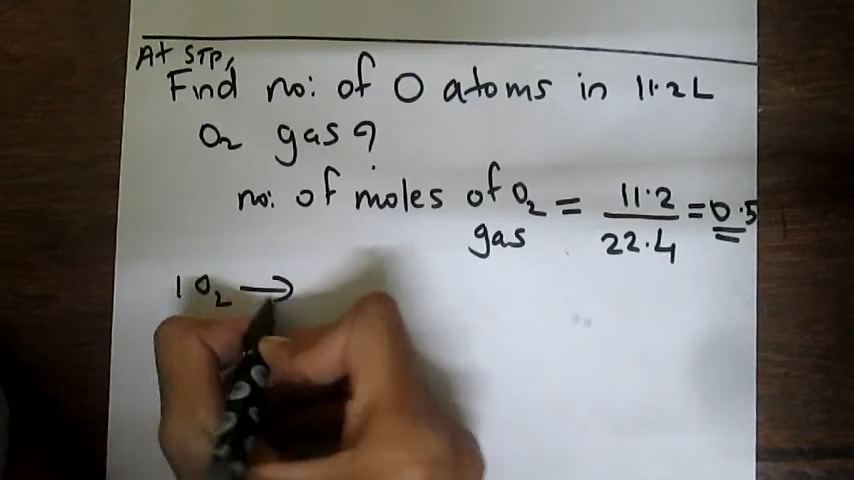 At STP,
Find no: of O atoms in 11.2L
O₂ gas ?
no: of moles of O₂ gas = 11.2 / 22.4 = 0.5
1 O₂ →